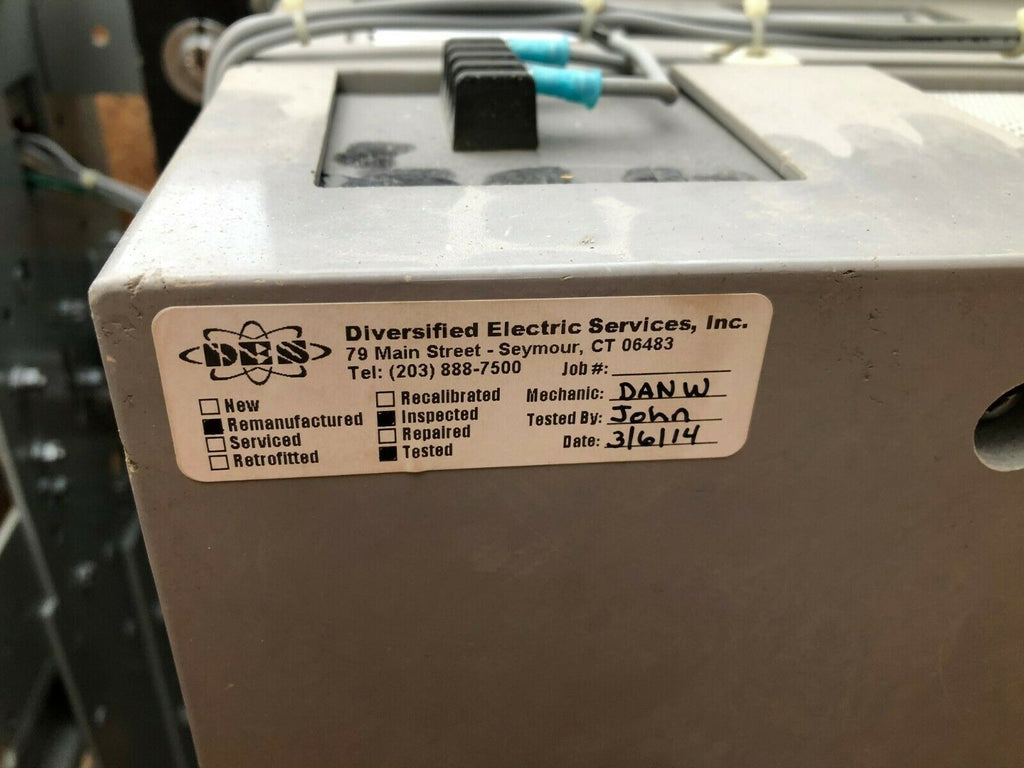 DES
Diversified Electric Services, Inc.
79 Main Street - Seymour, CT 06483
Tel: (203) 888-7500 Job #:
New
Remanufactured
Serviced
Retrofitted
Recalibrated
Inspected
Repaired
Tested
Mechanic: DAN W
Tested By: John
Date: 3/6/14